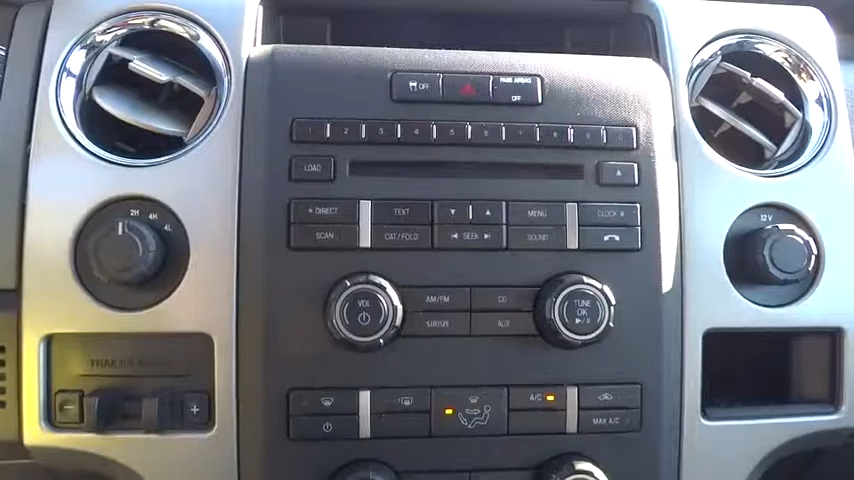 OFF
PASS AIRBAG
OFF
1 2 3 4 5 6 7 8 9 0
LOAD
2H 4H 4L
DIRECT TEXT MENU CLOCK
SCAN CAT/FOLD SEEK SOUND
12V
VOL
AM/FM CD
SIRIUS AUX
TUNE
OK
TRAILER
A/C
MAX A/C
- +